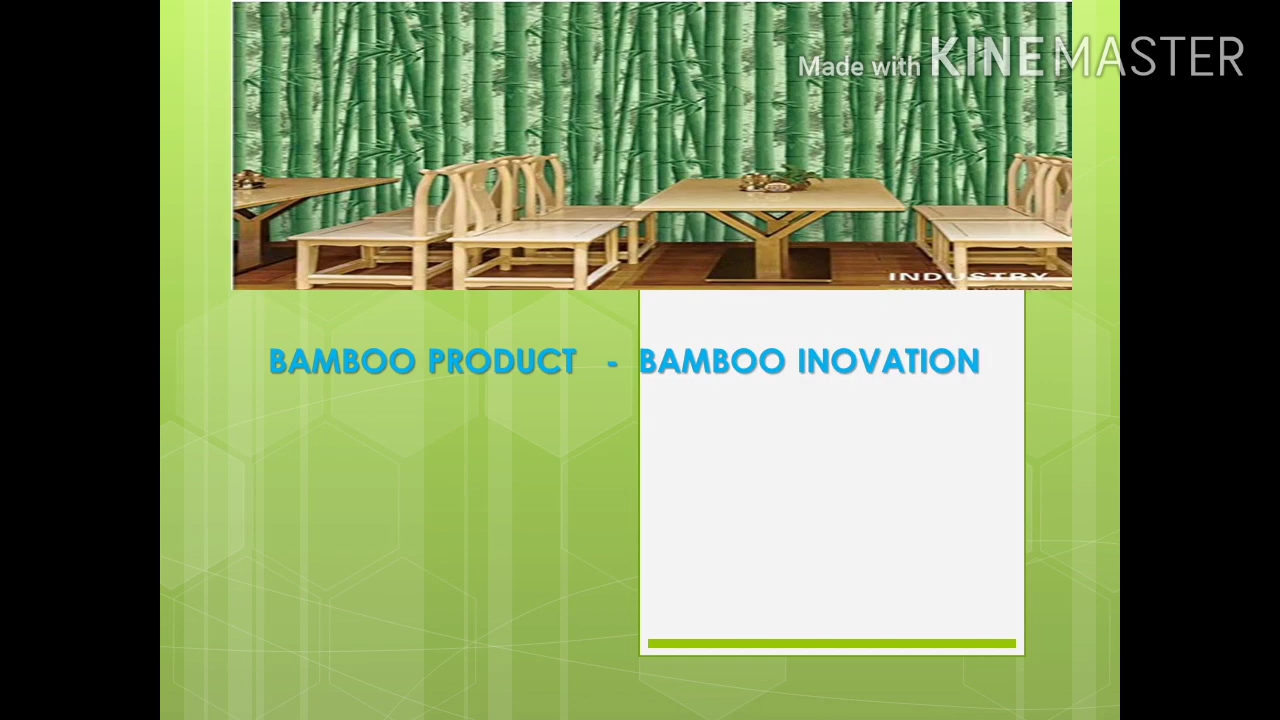 Made with KINEMASTER
INDUSTRY
BAMBOO PRODUCT - BAMBOO INOVATION